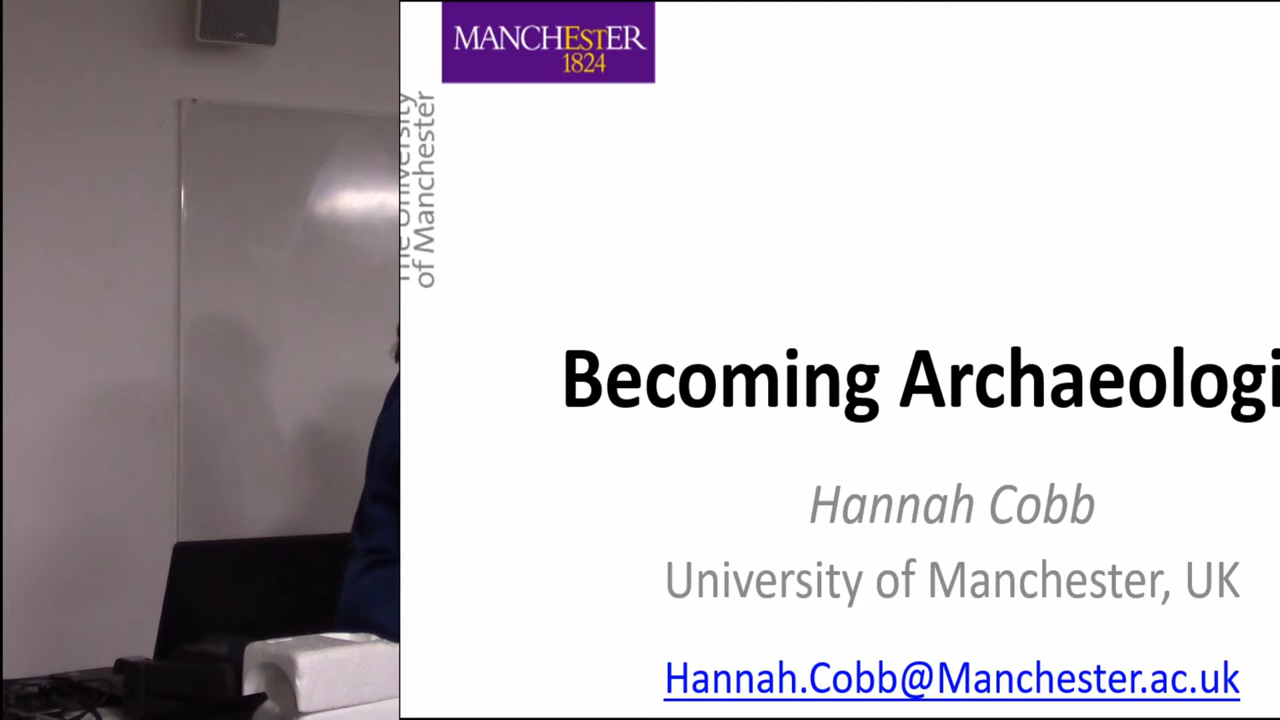 MANCHESTER
1824
The University
of Manchester
Becoming Archaeologi
Hannah Cobb
University of Manchester, UK
Hannah.Cobb@Manchester.ac.uk